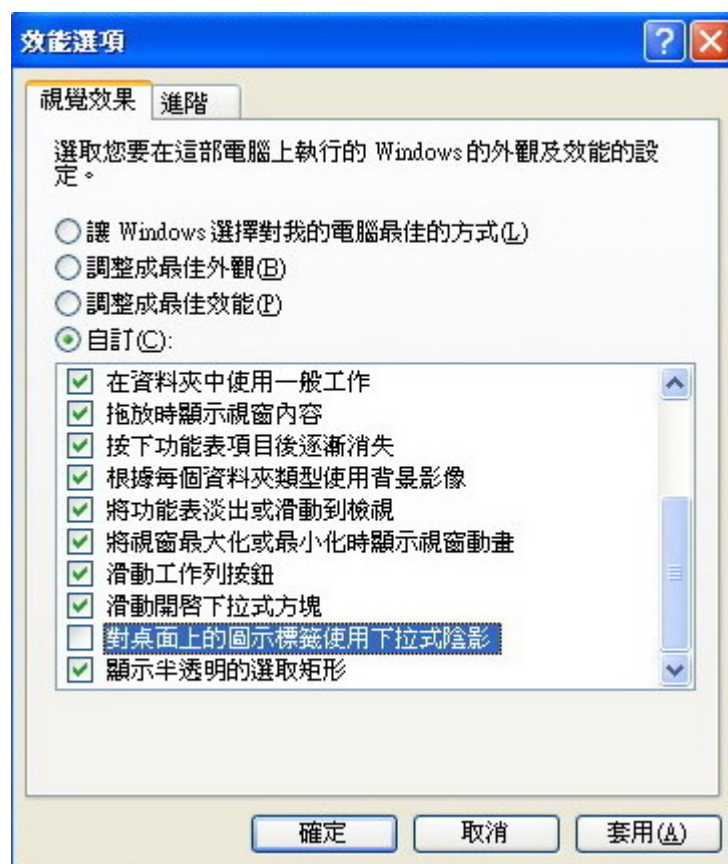 效能選項
視覺效果
進階
選取您要在這部電腦上執行的 Windows 的外觀及效能的設
定。
讓 Windows 選擇對我的電腦最佳的方式(L)
調整成最佳外觀(B)
調整成最佳效能(P)
自訂(C):
在資料夾中使用一般工作
拖放時顯示視窗內容
按下功能表項目後逐漸消失
根據每個資料夾類型使用背景影像
將功能表淡出或滑動到檢視
將視窗最大化或最小化時顯示視窗動畫
滑動工作列按鈕
滑動開啓下拉式方塊
對桌面上的圖示標籤使用下拉式陰影
顯示半透明的選取矩形
確定
取消
套用(A)